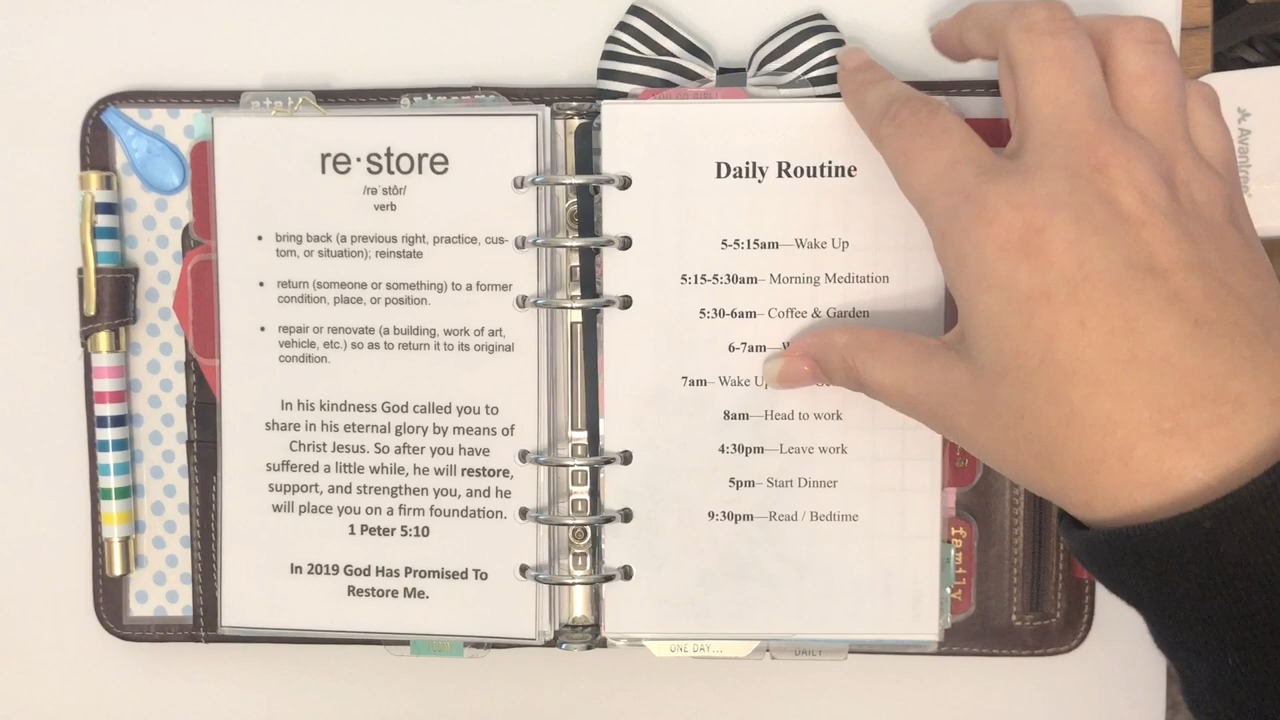 re·store
/rəˈstôr/
verb
• bring back (a previous right, practice, cus-
tom, or situation); reinstate
• return (someone or something) to a former
condition, place, or position.
• repair or renovate (a building, work of art,
vehicle, etc.) so as to return it to its original
condition.
In his kindness God called you to
share in his eternal glory by means of
Christ Jesus. So after you have
suffered a little while, he will restore,
support, and strengthen you, and he
will place you on a firm foundation.
1 Peter 5:10
In 2019 God Has Promised To
Restore Me.
Daily Routine
5-5:15am—Wake Up
5:15-5:30am– Morning Meditation
5:30-6am– Coffee & Garden
6-7am—
7am– Wake Up
8am—Head to work
4:30pm—Leave work
5pm– Start Dinner
9:30pm—Read / Bedtime
ONE DAY...
DAILY
family
Avantree